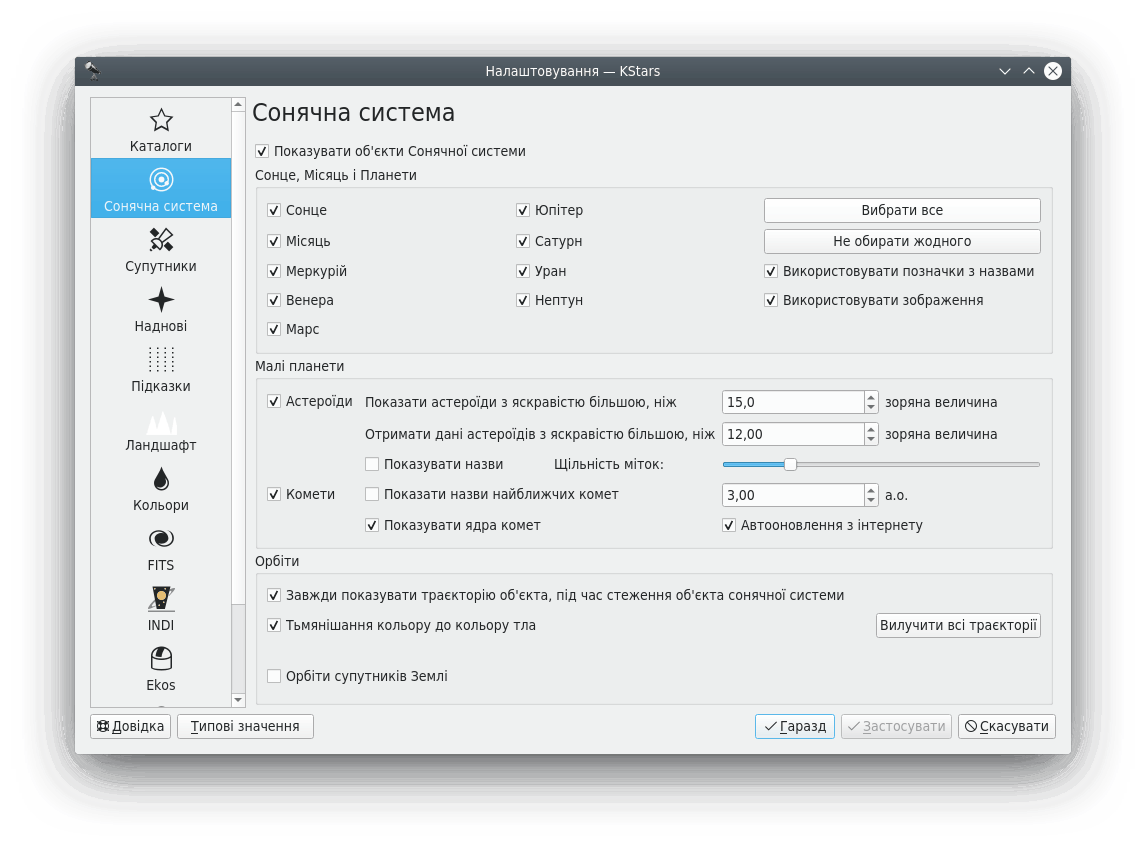 Налаштовування — KStars
Каталоги
Сонячна система
Супутники
Наднові
Підказки
Ландшафт
Кольори
FITS
INDI
Ekos
Сонячна система
Показувати об'єкти Сонячної системи
Сонце, Місяць і Планети
Сонце Юпітер Вибрати все
Місяць Сатурн Не обирати жодного
Меркурій Уран Використовувати позначки з назвами
Венера Нептун Використовувати зображення
Марс
Малі планети
Астероїди Показати астероїди з яскравістю більшою, ніж 15,0 зоряна величина
Отримати дані астероїдів з яскравістю більшою, ніж 12,00 зоряна величина
Показувати назви Щільність міток:
Комети Показати назви найближчих комет 3,00 а.о.
Показувати ядра комет Автооновлення з інтернету
Орбіти
Завжди показувати траєкторію об'єкта, під час стеження об'єкта сонячної системи
Тьмянішання кольору до кольору тла Вилучити всі траєкторії
Орбіти супутників Землі
Довідка Типові значення Гаразд Застосувати Скасувати